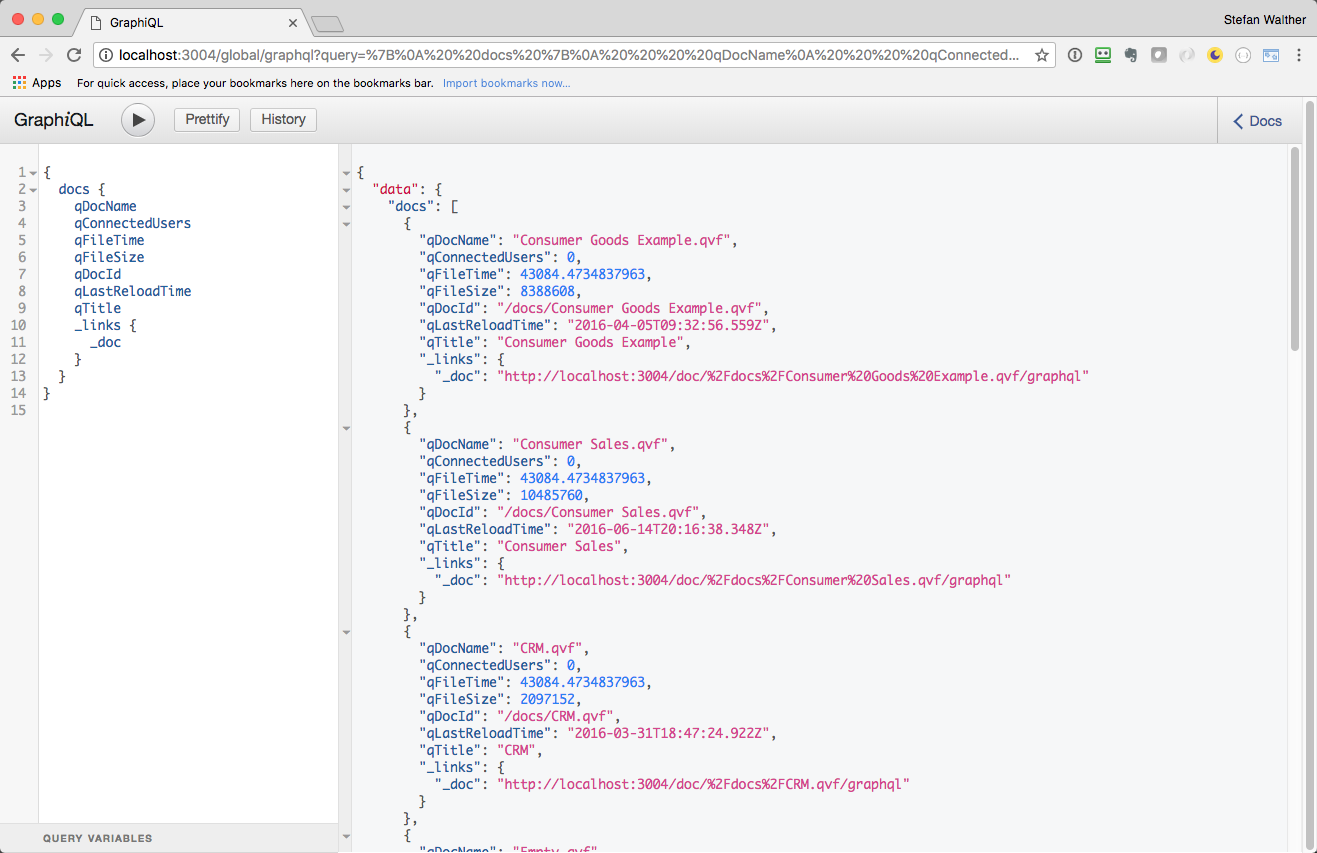 GraphiQL
Stefan Walther
localhost:3004/global/graphql?query=%7B%0A%20%20docs%20%7B%0A%20%20%20%20qDocName%0A%20%20%20%20qConnected...
Apps For quick access, place your bookmarks here on the bookmarks bar. Import bookmarks now...
GraphiQL Prettify History Docs
1 {
2 docs {
3 qDocName
4 qConnectedUsers
5 qFileTime
6 qFileSize
7 qDocId
8 qLastReloadTime
9 qTitle
10 _links {
11 _doc
12 }
13 }
14 }
15
QUERY VARIABLES
{
"data": {
"docs": [
{
"qDocName": "Consumer Goods Example.qvf",
"qConnectedUsers": 0,
"qFileTime": 43084.4734837963,
"qFileSize": 8388608,
"qDocId": "/docs/Consumer Goods Example.qvf",
"qLastReloadTime": "2016-04-05T09:32:56.559Z",
"qTitle": "Consumer Goods Example",
"_links": {
"_doc": "http://localhost:3004/doc/%2Fdocs%2FConsumer%20Goods%20Example.qvf/graphql"
}
},
{
"qDocName": "Consumer Sales.qvf",
"qConnectedUsers": 0,
"qFileTime": 43084.4734837963,
"qFileSize": 10485760,
"qDocId": "/docs/Consumer Sales.qvf",
"qLastReloadTime": "2016-06-14T20:16:38.348Z",
"qTitle": "Consumer Sales",
"_links": {
"_doc": "http://localhost:3004/doc/%2Fdocs%2FConsumer%20Sales.qvf/graphql"
}
},
{
"qDocName": "CRM.qvf",
"qConnectedUsers": 0,
"qFileTime": 43084.4734837963,
"qFileSize": 2097152,
"qDocId": "/docs/CRM.qvf",
"qLastReloadTime": "2016-03-31T18:47:24.922Z",
"qTitle": "CRM",
"_links": {
"_doc": "http://localhost:3004/doc/%2Fdocs%2FCRM.qvf/graphql"
}
},
{
"qDocName": "Empty.qvf"